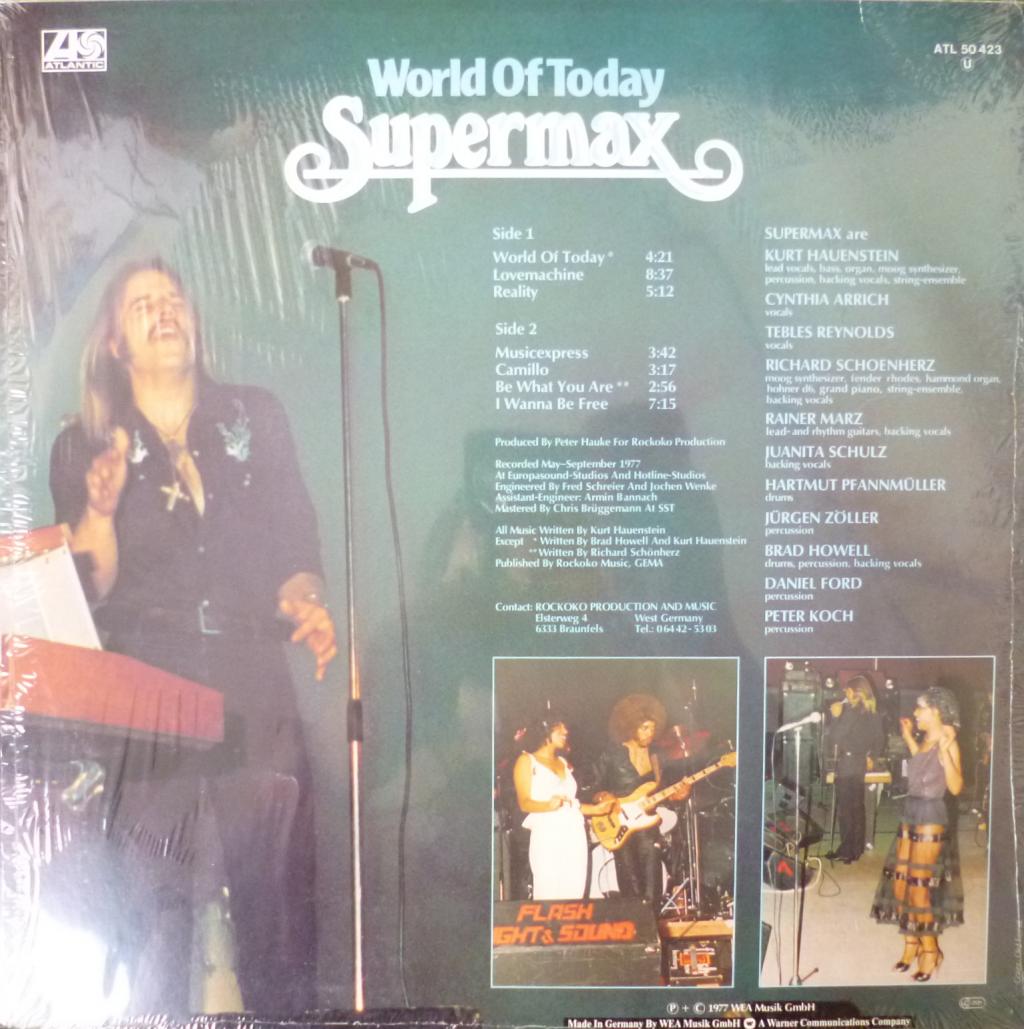 ATLANTIC
ATL 50 423
U
World Of Today
Supermax
Side 1
World Of Today * 4:21
Lovemachine 8:37
Reality 5:12
Side 2
Musicexpress 3:42
Camillo 3:17
Be What You Are ** 2:56
I Wanna Be Free 7:15
Produced By Peter Hauke For Rockoko Production
Recorded May–September 1977
At Europasound-Studios And Hotline-Studios
Engineered By Fred Schreier And Jochen Wenke
Assistant-Engineer: Armin Bannach
Mastered By Chris Brüggemann At SST
All Music Written By Kurt Hauenstein
Except * Written By Brad Howell And Kurt Hauenstein
** Written By Richard Schönherz
Published By Rockoko Music, GEMA
Contact: ROCKOKO PRODUCTION AND MUSIC
Elsterweg 4 West Germany
6333 Braunfels Tel.: 0 64 42 - 53 03
SUPERMAX are
KURT HAUENSTEIN
lead vocals, bass, organ, moog synthesizer,
percussion, backing vocals, string-ensemble
CYNTHIA ARRICH
vocals
TEBLES REYNOLDS
vocals
RICHARD SCHOENHERZ
moog synthesizer, fender rhodes, hammond organ,
hohner d6, grand piano, string-ensemble,
backing vocals
RAINER MARZ
lead- and rhythm guitars, backing vocals
JUANITA SCHULZ
backing vocals
HARTMUT PFANNMÜLLER
drums
JÜRGEN ZÖLLER
percussion
BRAD HOWELL
drums, percussion, backing vocals
DANIEL FORD
percussion
PETER KOCH
percussion
FLASH
IGHT & SOUND
℗ + © 1977 WEA Musik GmbH
Made In Germany By WEA Musik GmbH A Warner Communications Company